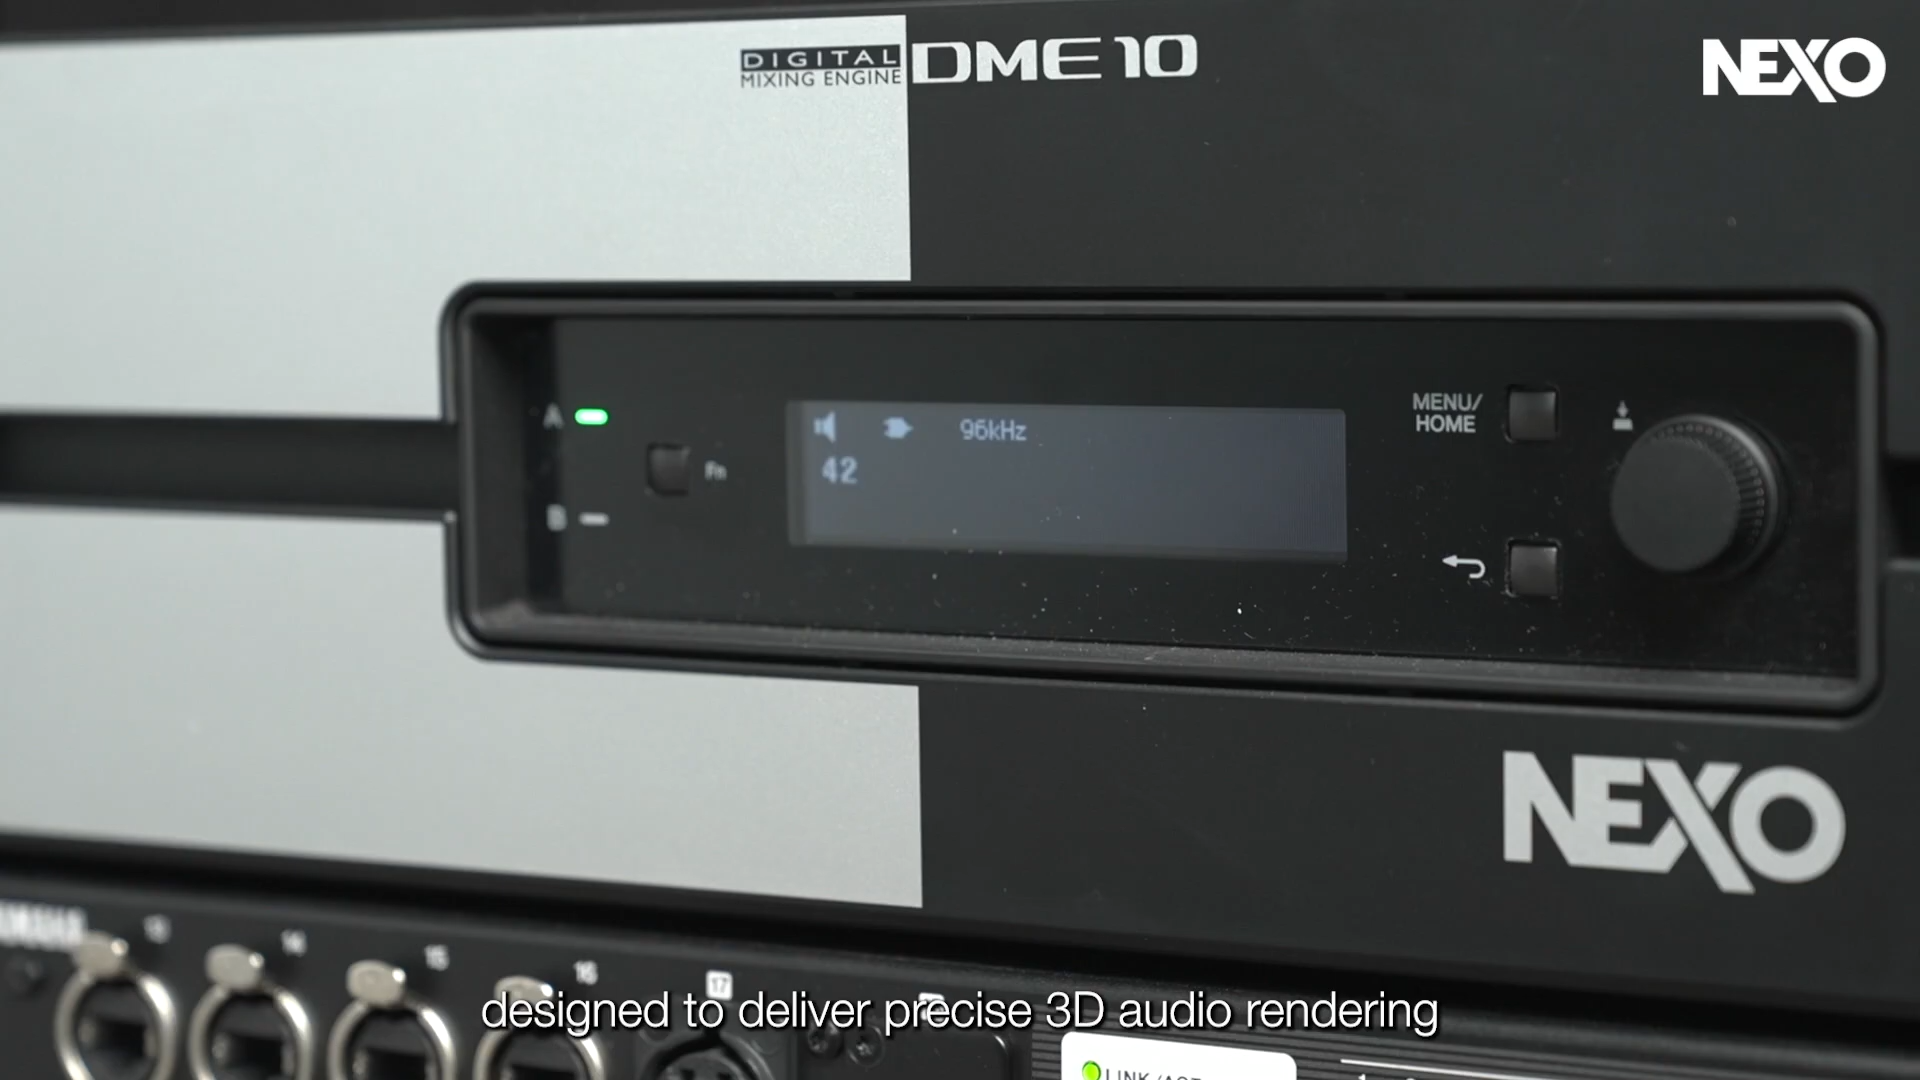 DIGITAL
MIXING ENGINE
DME10
NEXO
A
96kHz
42
Fn
B
MENU/
HOME
NEXO
YAMAHA
13
14
15
16
17
designed to deliver precise 3D audio rendering